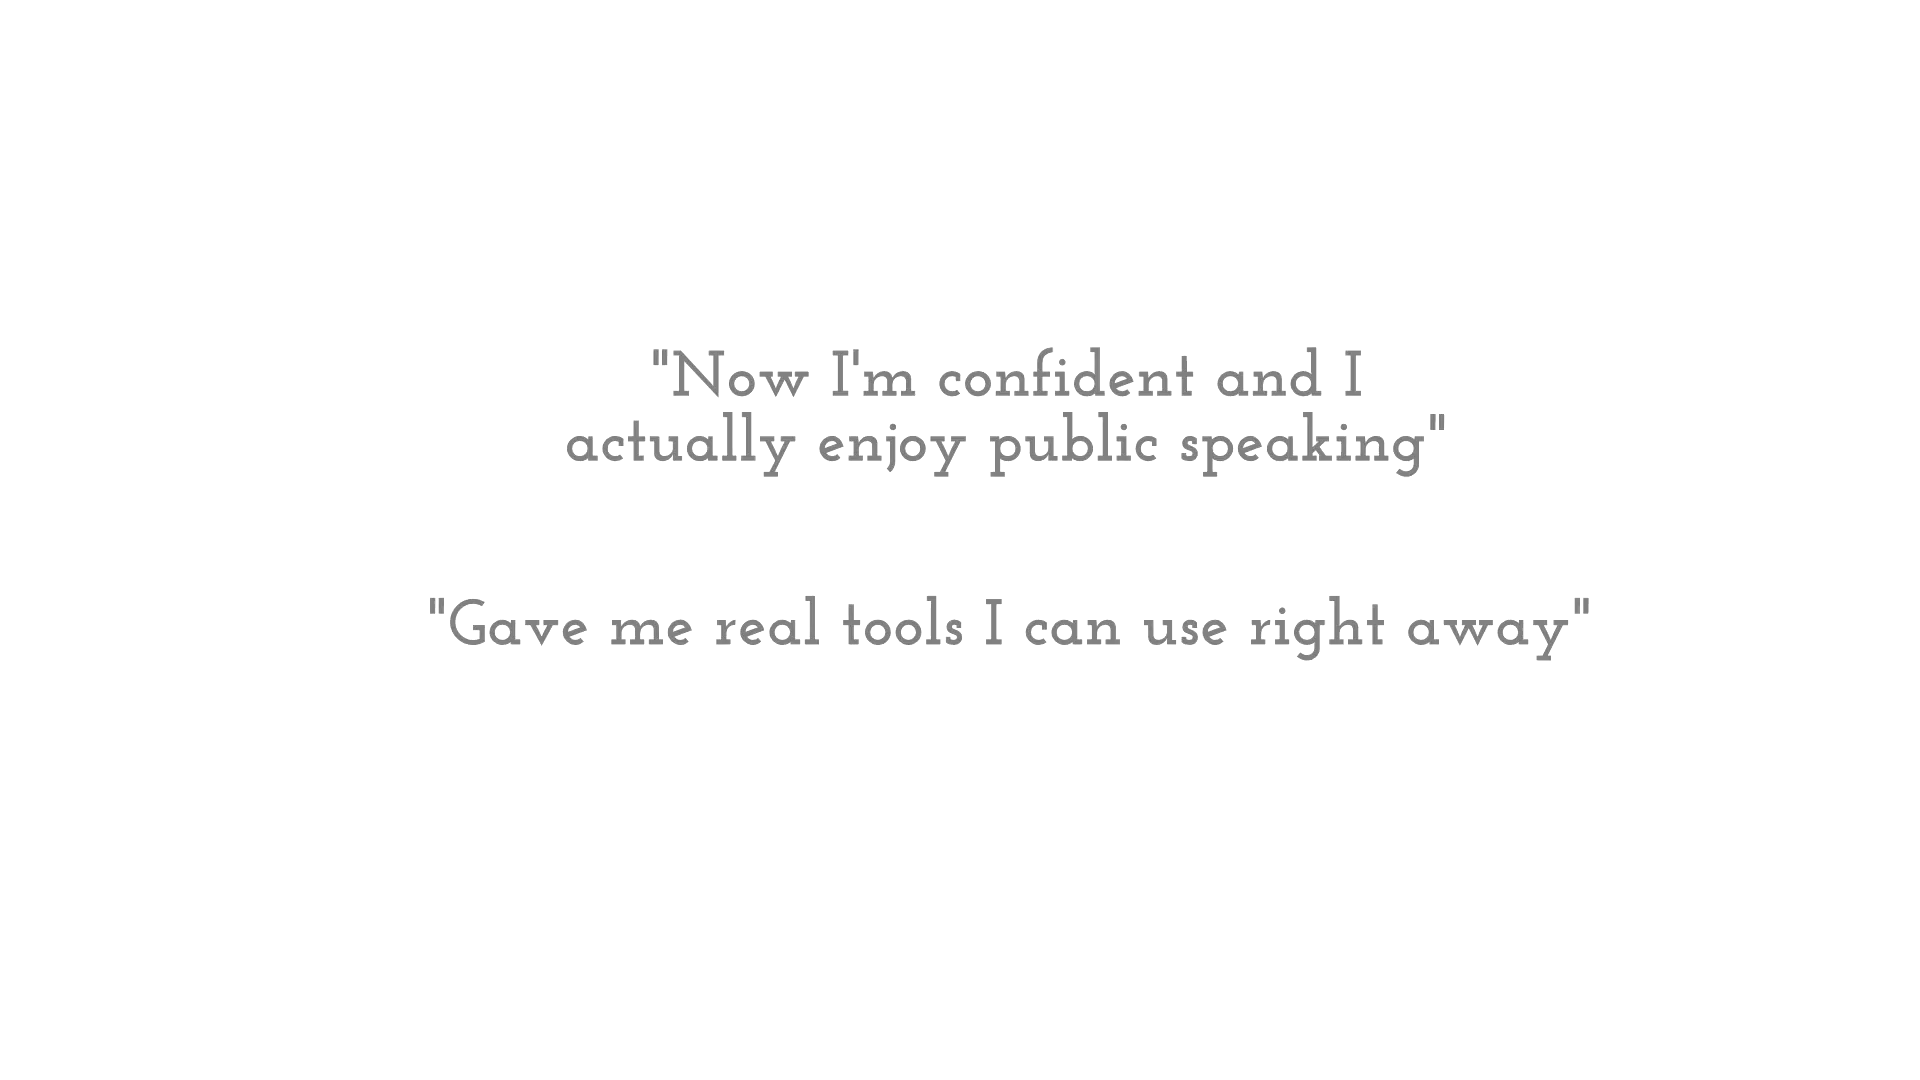 "Now I'm confident and I
actually enjoy public speaking"
"Gave me real tools I can use right away"